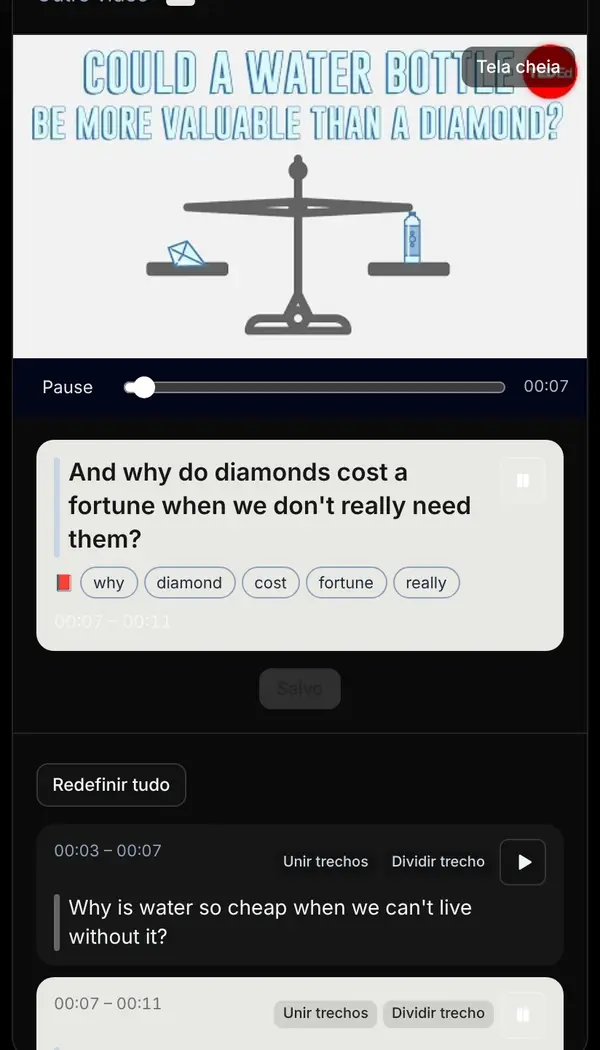 COULD A WATER BOTTLE
Tela cheia
BE MORE VALUABLE THAN A DIAMOND?
Pause
00:07
And why do diamonds cost a
fortune when we don't really need
them?
why
diamond
cost
fortune
really
00:07 – 00:11
Salvo
Redefinir tudo
00:03 – 00:07
Unir trechos
Dividir trecho
Why is water so cheap when we can't live
without it?
00:07 – 00:11
Unir trechos
Dividir trecho